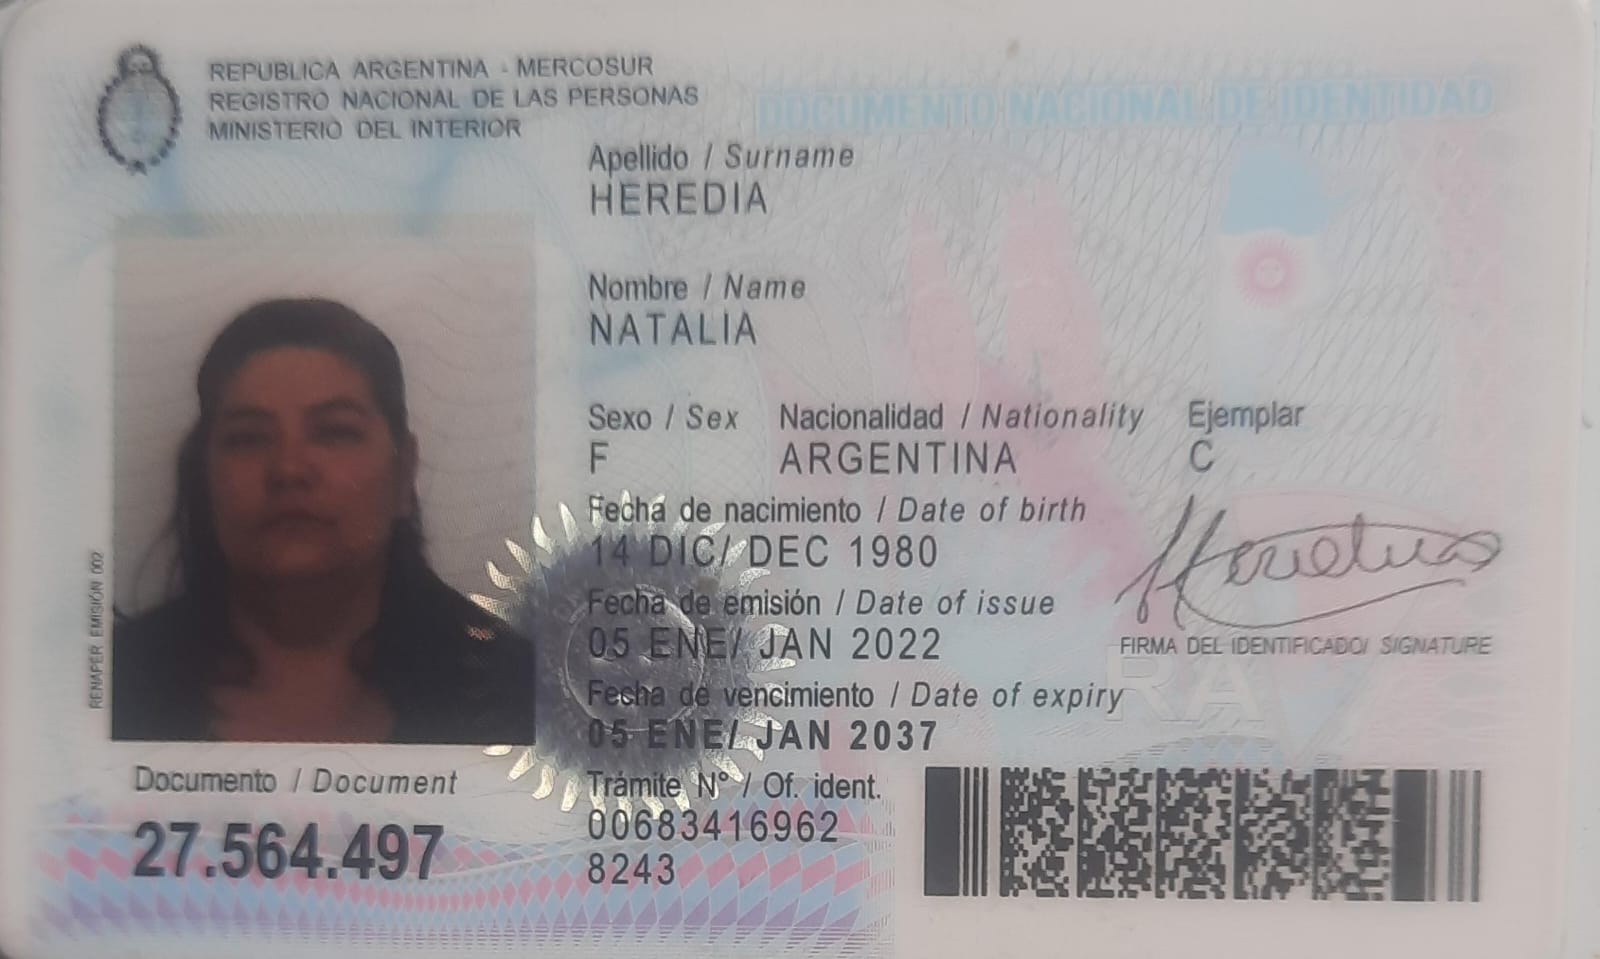 REPUBLICA ARGENTINA - MERCOSUR
REGISTRO NACIONAL DE LAS PERSONAS
MINISTERIO DEL INTERIOR
DOCUMENTO NACIONAL DE IDENTIDAD
Apellido / Surname
HEREDIA
Nombre / Name
NATALIA
Sexo / Sex Nacionalidad / Nationality Ejemplar
F ARGENTINA C
Fecha de nacimiento / Date of birth
14 DIC/ DEC 1980
Fecha de emisión / Date of issue
05 ENE/ JAN 2022
FIRMA DEL IDENTIFICADO/ SIGNATURE
Fecha de vencimiento / Date of expiry
05 ENE/ JAN 2037
RA
RENAPER EMISIÓN 002
Documento / Document
27.564.497
Trámite N° / Of. ident.
00683416962
8243